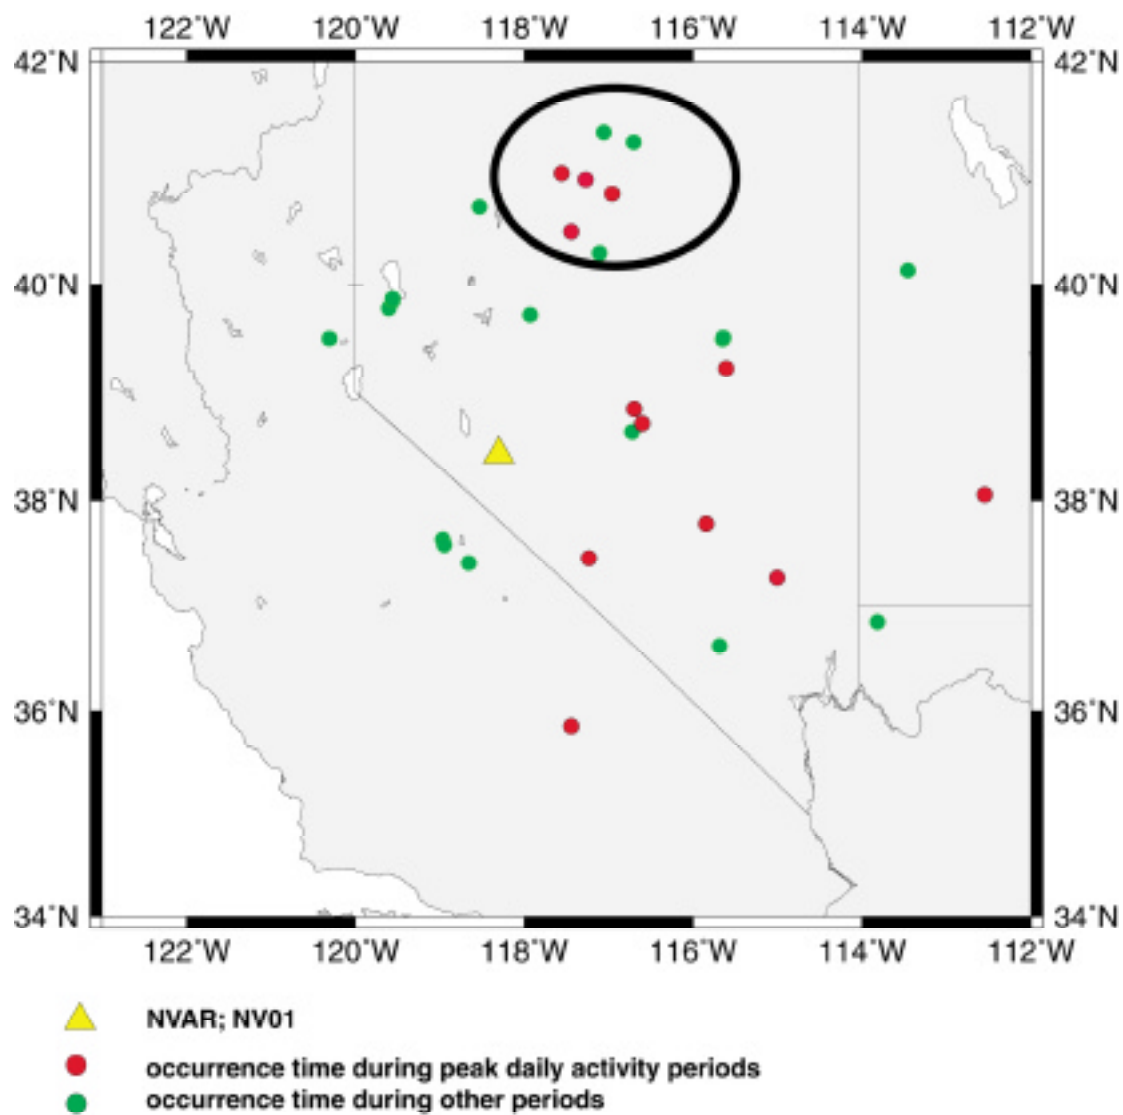 122°W 120°W 118°W 116°W 114°W 112°W
42°N 42°N
40°N 40°N
38°N 38°N
36°N 36°N
34°N 34°N
122°W 120°W 118°W 116°W 114°W 112°W
NVAR; NV01
occurrence time during peak daily activity periods
occurrence time during other periods